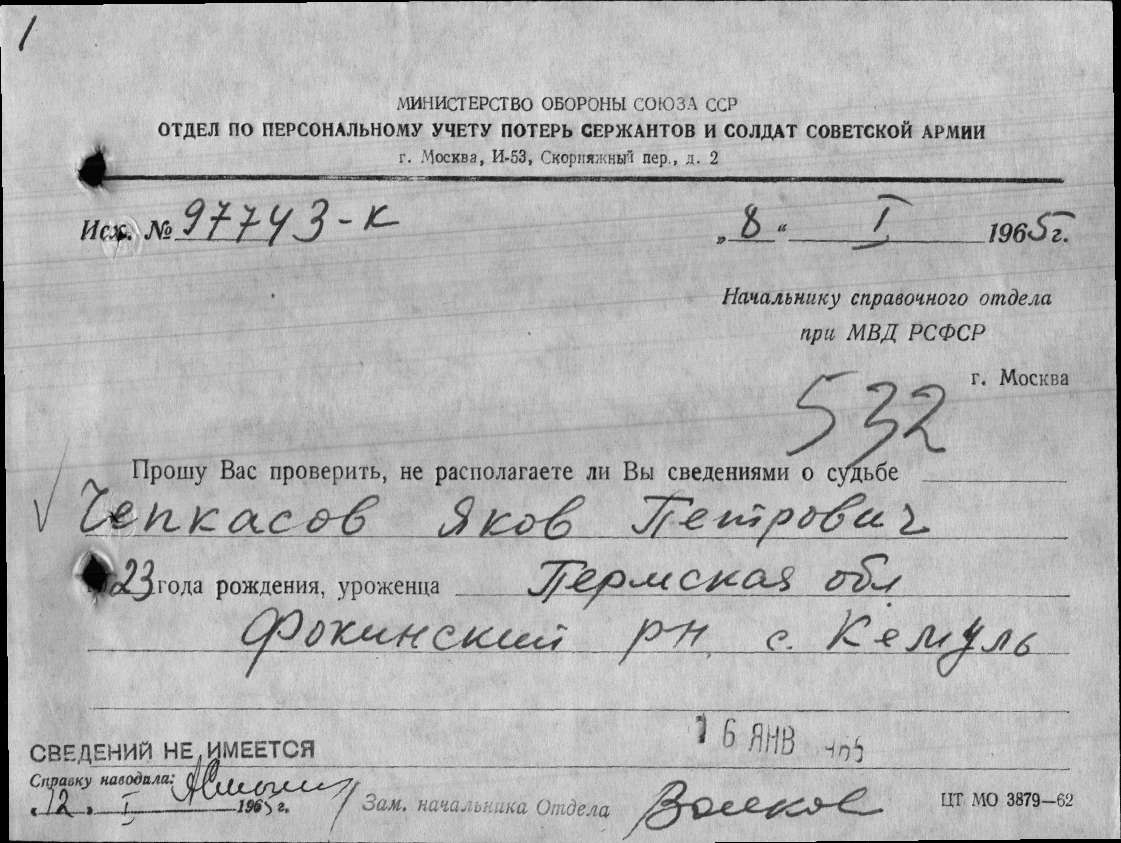 1
МИНИСТЕРСТВО ОБОРОНЫ СОЮЗА ССР
ОТДЕЛ ПО ПЕРСОНАЛЬНОМУ УЧЕТУ ПОТЕРЬ СЕРЖАНТОВ И СОЛДАТ СОВЕТСКОЙ АРМИИ
г. Москва, И-53, Скорняжный пер., д. 2
Исх. № 97743-к „ 8 “ I 1965 г.
Начальнику справочного отдела
при МВД РСФСР
г. Москва
532
Прошу Вас проверить, не располагаете ли Вы сведениями о судьбе
Чепкасов Яков Петрович
23 года рождения, уроженца Пермская обл
Фокинский рн. с. Кемуль
16 ЯНВ
СВЕДЕНИЙ НЕ ИМЕЕТСЯ
Справку наводила:
„12„ I 1965 г. Зам. начальника Отдела Волков ЦТ МО 3879—62